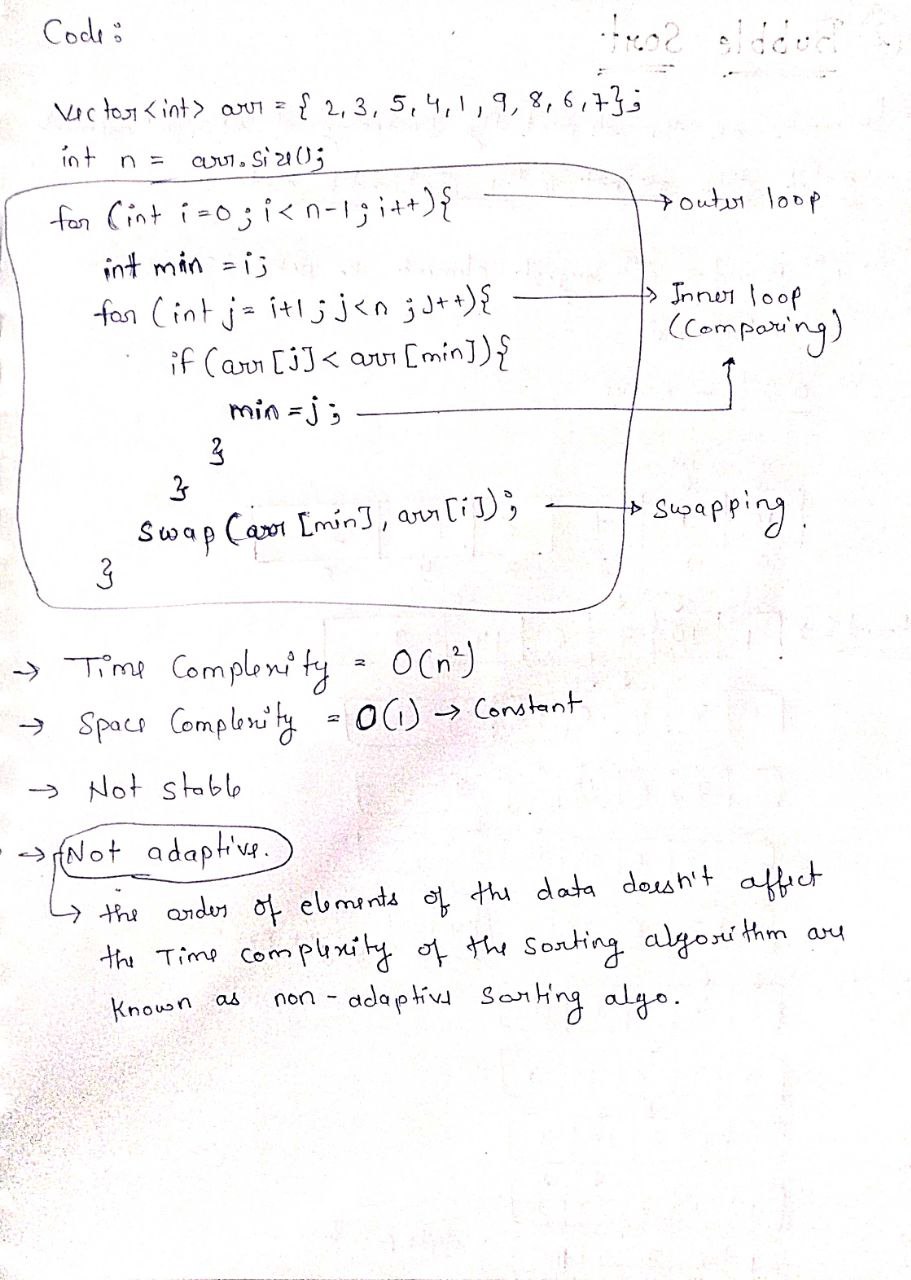 Code :
vector<int> arr = { 2, 3, 5, 4, 1, 9, 8, 6, 7};
int n = arr.size();
for (int i=0; i<n-1; i++){ → outer loop
int min = i;
for (int j= i+1; j<n; j++){ → Inner loop
(Comparing)
if (arr[j] < arr[min]){
min = j;
}
}
swap (arr[min], arr[i]); → swapping.
}
→ Time Complexity = O(n²)
→ Space Complexity = O(1) → Constant
→ Not stable
→ Not adaptive.
↳ the order of elements of the data doesn't affect
the Time complexity of the sorting algorithm are
known as non-adaptive sorting algo.